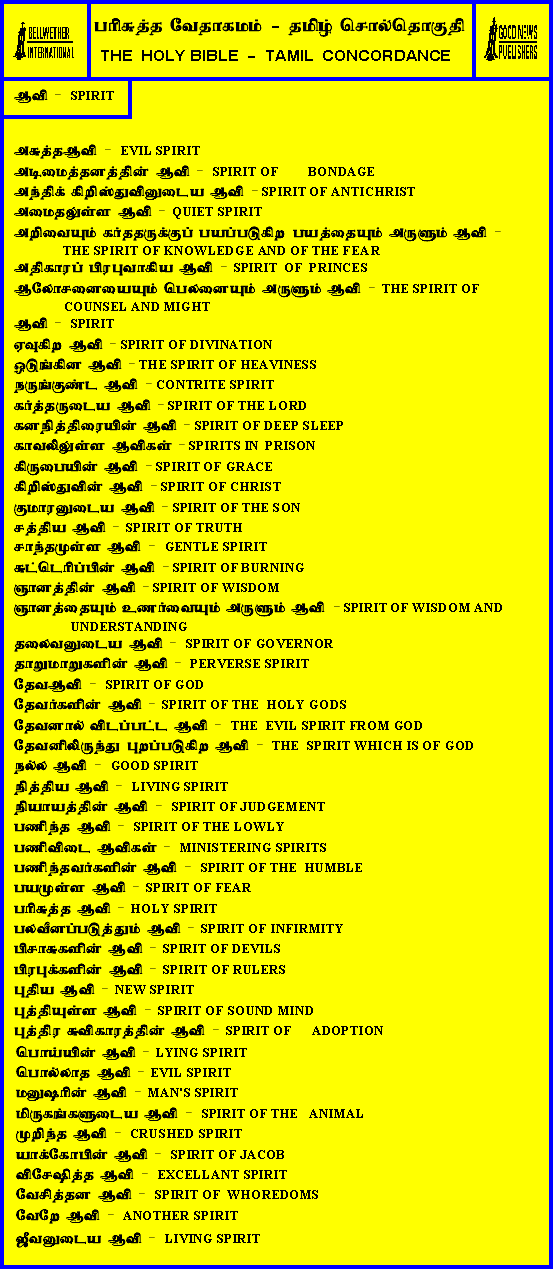 BELLWETHER
INTERNATIONAL
பரிசுத்த வேதாகமம் - தமிழ் சொல்தொகுதி
THE HOLY BIBLE - TAMIL CONCORDANCE
GOOD NEWS
PUBLISHERS
ஆவி - SPIRIT
அசுத்தஆவி - EVIL SPIRIT
அடிமைத்தனத்தின் ஆவி - SPIRIT OF BONDAGE
அந்திக் கிறிஸ்துவினுடைய ஆவி - SPIRIT OF ANTICHRIST
அமைதலுள்ள ஆவி - QUIET SPIRIT
அறிவையும் கர்ததருக்குப் பயப்படுகிற பயத்தையும் அருளும் ஆவி -
THE SPIRIT OF KNOWLEDGE AND OF THE FEAR
அதிகாரப் பிரபுவாகிய ஆவி - SPIRIT OF PRINCES
ஆலோசனையையும் பெலனையும் அருளும் ஆவி - THE SPIRIT OF
COUNSEL AND MIGHT
ஆவி - SPIRIT
ஏவுகிற ஆவி - SPIRIT OF DIVINATION
ஒடுங்கின ஆவி - THE SPIRIT OF HEAVINESS
நருங்குண்ட ஆவி - CONTRITE SPIRIT
கர்த்தருடைய ஆவி - SPIRIT OF THE LORD
கனநித்திரையின் ஆவி - SPIRIT OF DEEP SLEEP
காவலிலுள்ள ஆவிகள் - SPIRITS IN PRISON
கிருபையின் ஆவி - SPIRIT OF GRACE
கிறிஸ்துவின் ஆவி - SPIRIT OF CHRIST
குமாரனுடைய ஆவி - SPIRIT OF THE SON
சத்திய ஆவி - SPIRIT OF TRUTH
சாந்தமுள்ள ஆவி - GENTLE SPIRIT
சுட்டெரிப்பின் ஆவி - SPIRIT OF BURNING
ஞானத்தின் ஆவி - SPIRIT OF WISDOM
ஞானத்தையும் உணர்வையும் அருளும் ஆவி - SPIRIT OF WISDOM AND
UNDERSTANDING
தலைவனுடைய ஆவி - SPIRIT OF GOVERNOR
தாறுமாறுகளின் ஆவி - PERVERSE SPIRIT
தேவஆவி - SPIRIT OF GOD
தேவர்களின் ஆவி - SPIRIT OF THE HOLY GODS
தேவனால் விடப்பட்ட ஆவி - THE EVIL SPIRIT FROM GOD
தேவனிலிருந்து புறப்படுகிற ஆவி - THE SPIRIT WHICH IS OF GOD
நல்ல ஆவி - GOOD SPIRIT
நித்திய ஆவி - LIVING SPIRIT
நியாயத்தின் ஆவி - SPIRIT OF JUDGEMENT
பணிந்த ஆவி - SPIRIT OF THE LOWLY
பணிவிடை ஆவிகள் - MINISTERING SPIRITS
பணிந்தவர்களின் ஆவி - SPIRIT OF THE HUMBLE
பயமுள்ள ஆவி - SPIRIT OF FEAR
பரிசுத்த ஆவி - HOLY SPIRIT
பலவீனப்படுத்தும் ஆவி - SPIRIT OF INFIRMITY
பிசாசுகளின் ஆவி - SPIRIT OF DEVILS
பிரபுக்களின் ஆவி - SPIRIT OF RULERS
புதிய ஆவி - NEW SPIRIT
புத்தியுள்ள ஆவி - SPIRIT OF SOUND MIND
புத்திர சுவிகாரத்தின் ஆவி - SPIRIT OF ADOPTION
பொய்யின் ஆவி - LYING SPIRIT
பொல்லாத ஆவி - EVIL SPIRIT
மனுஷரின் ஆவி - MAN'S SPIRIT
மிருகங்களுடைய ஆவி - SPIRIT OF THE ANIMAL
முறிந்த ஆவி - CRUSHED SPIRIT
யாக்கோபின் ஆவி - SPIRIT OF JACOB
விசேஷித்த ஆவி - EXCELLANT SPIRIT
வேசித்தன ஆவி - SPIRIT OF WHOREDOMS
வேறே ஆவி - ANOTHER SPIRIT
ஜீவனுடைய ஆவி - LIVING SPIRIT